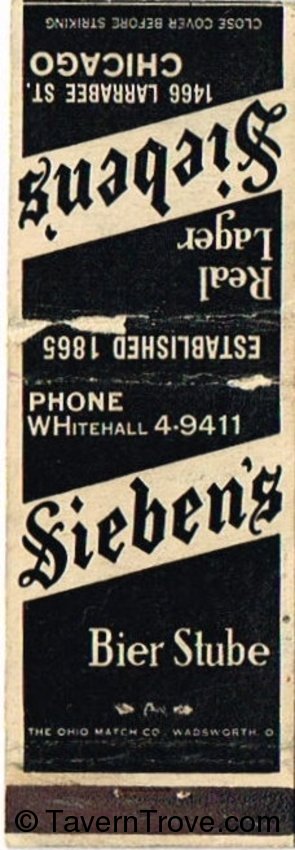 CLOSE COVER BEFORE STRIKING
1466 LARRABEE ST.
CHICAGO
Sieben's
Real
Lager
ESTABLISHED 1865
PHONE
WHITEHALL 4-9411
Sieben's
Bier Stube
THE OHIO MATCH CO. WADSWORTH, O.
© TavernTrove.com